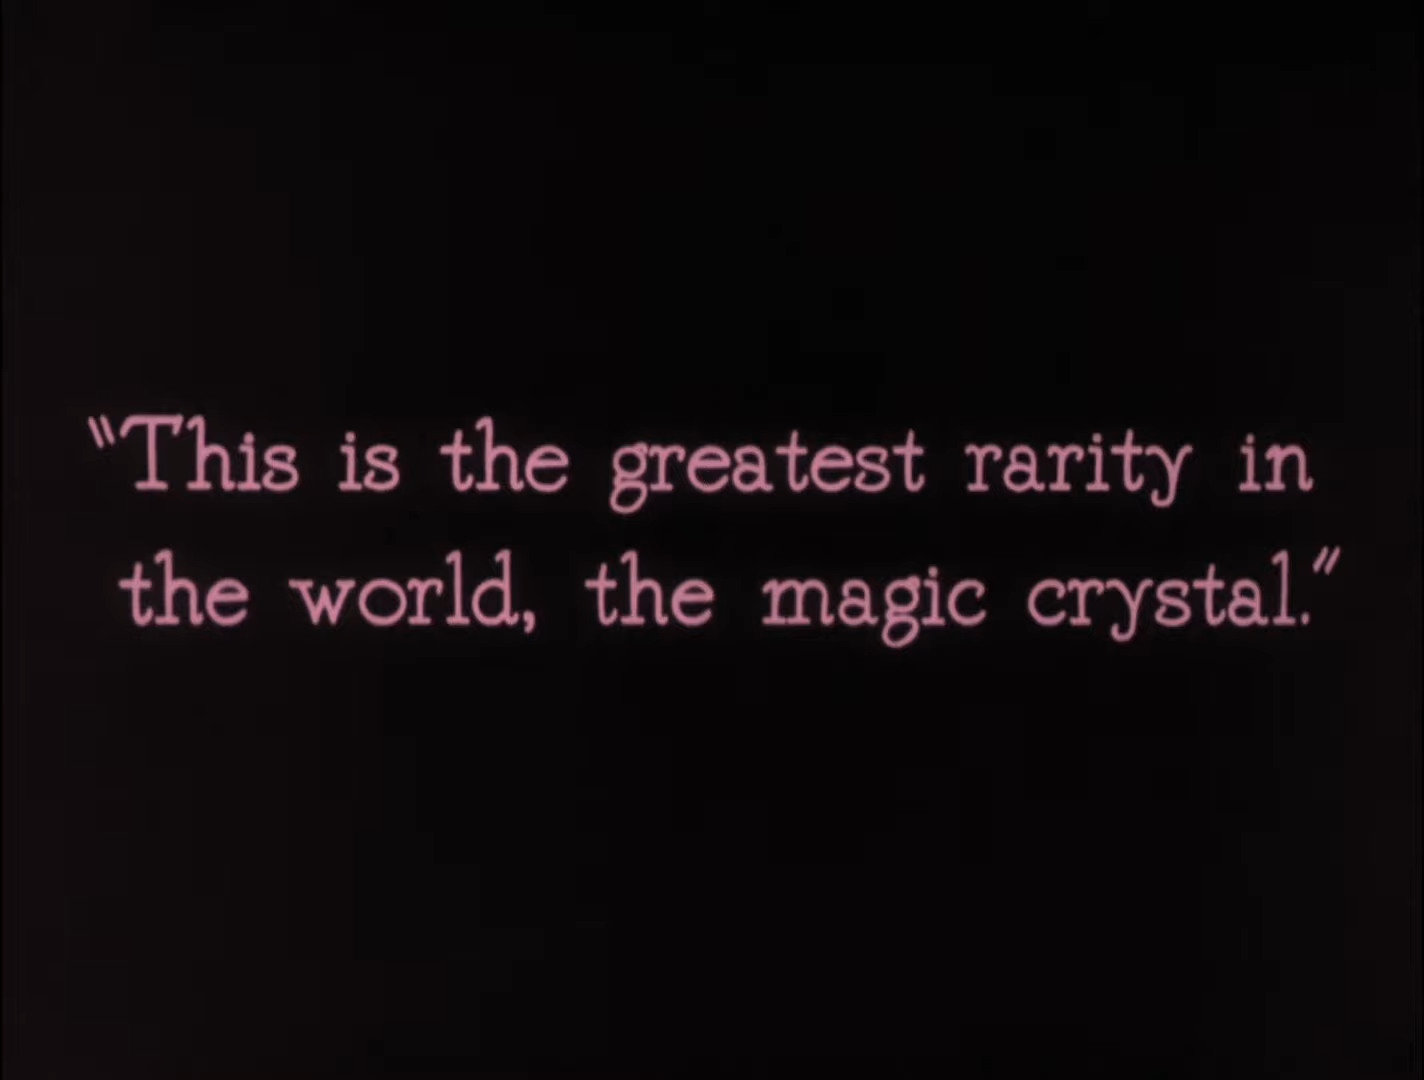 "This is the greatest rarity in
the world, the magic crystal."